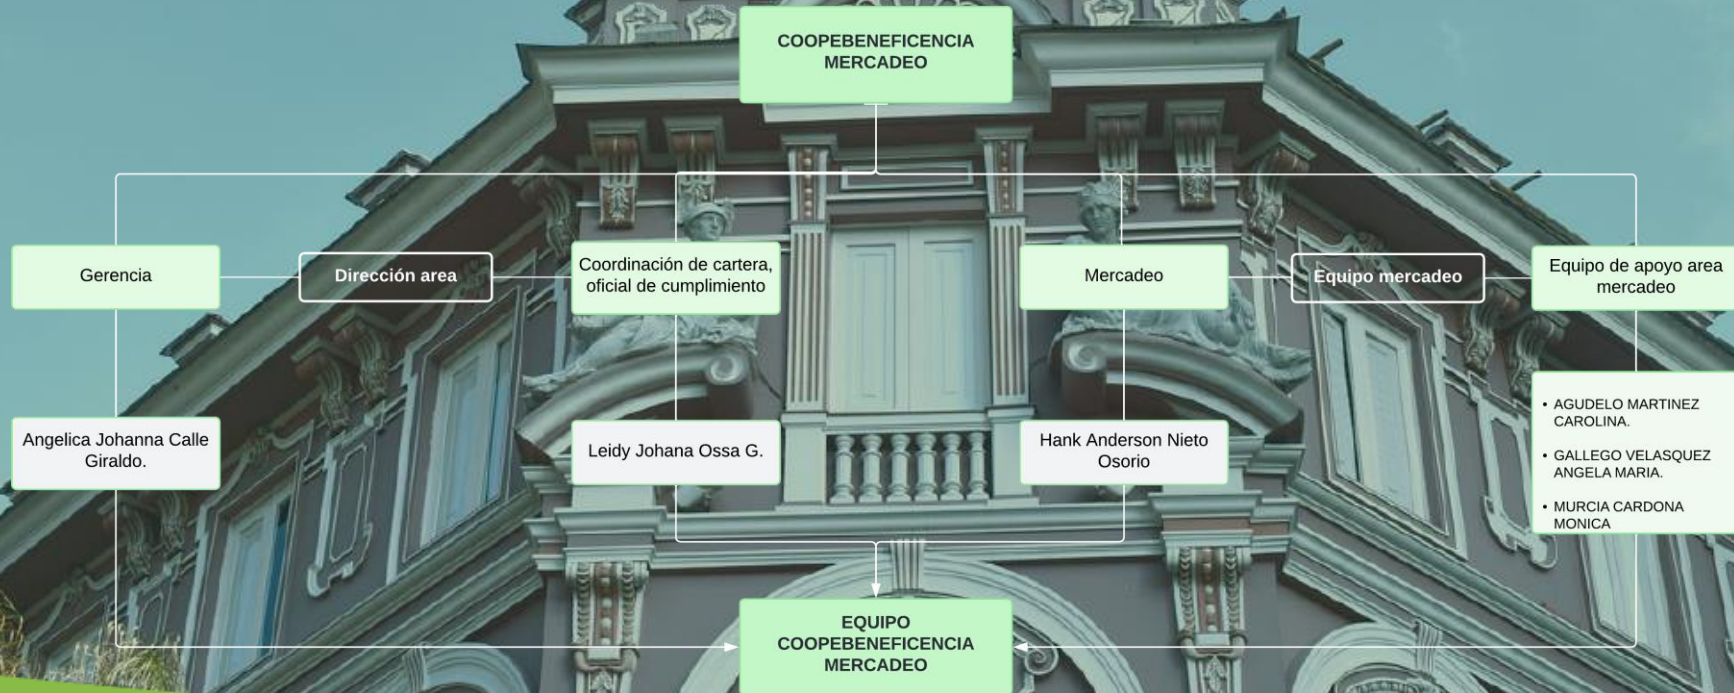 COOPEBENEFICENCIA
MERCADEO
Gerencia
Dirección area
Coordinación de cartera,
oficial de cumplimiento
Mercadeo
Equipo mercadeo
Equipo de apoyo area
mercadeo
Angelica Johanna Calle
Giraldo.
Leidy Johana Ossa G.
Hank Anderson Nieto
Osorio
• AGUDELO MARTINEZ
CAROLINA.
• GALLEGO VELASQUEZ
ANGELA MARIA.
• MURCIA CARDONA
MONICA
EQUIPO
COOPEBENEFICENCIA
MERCADEO